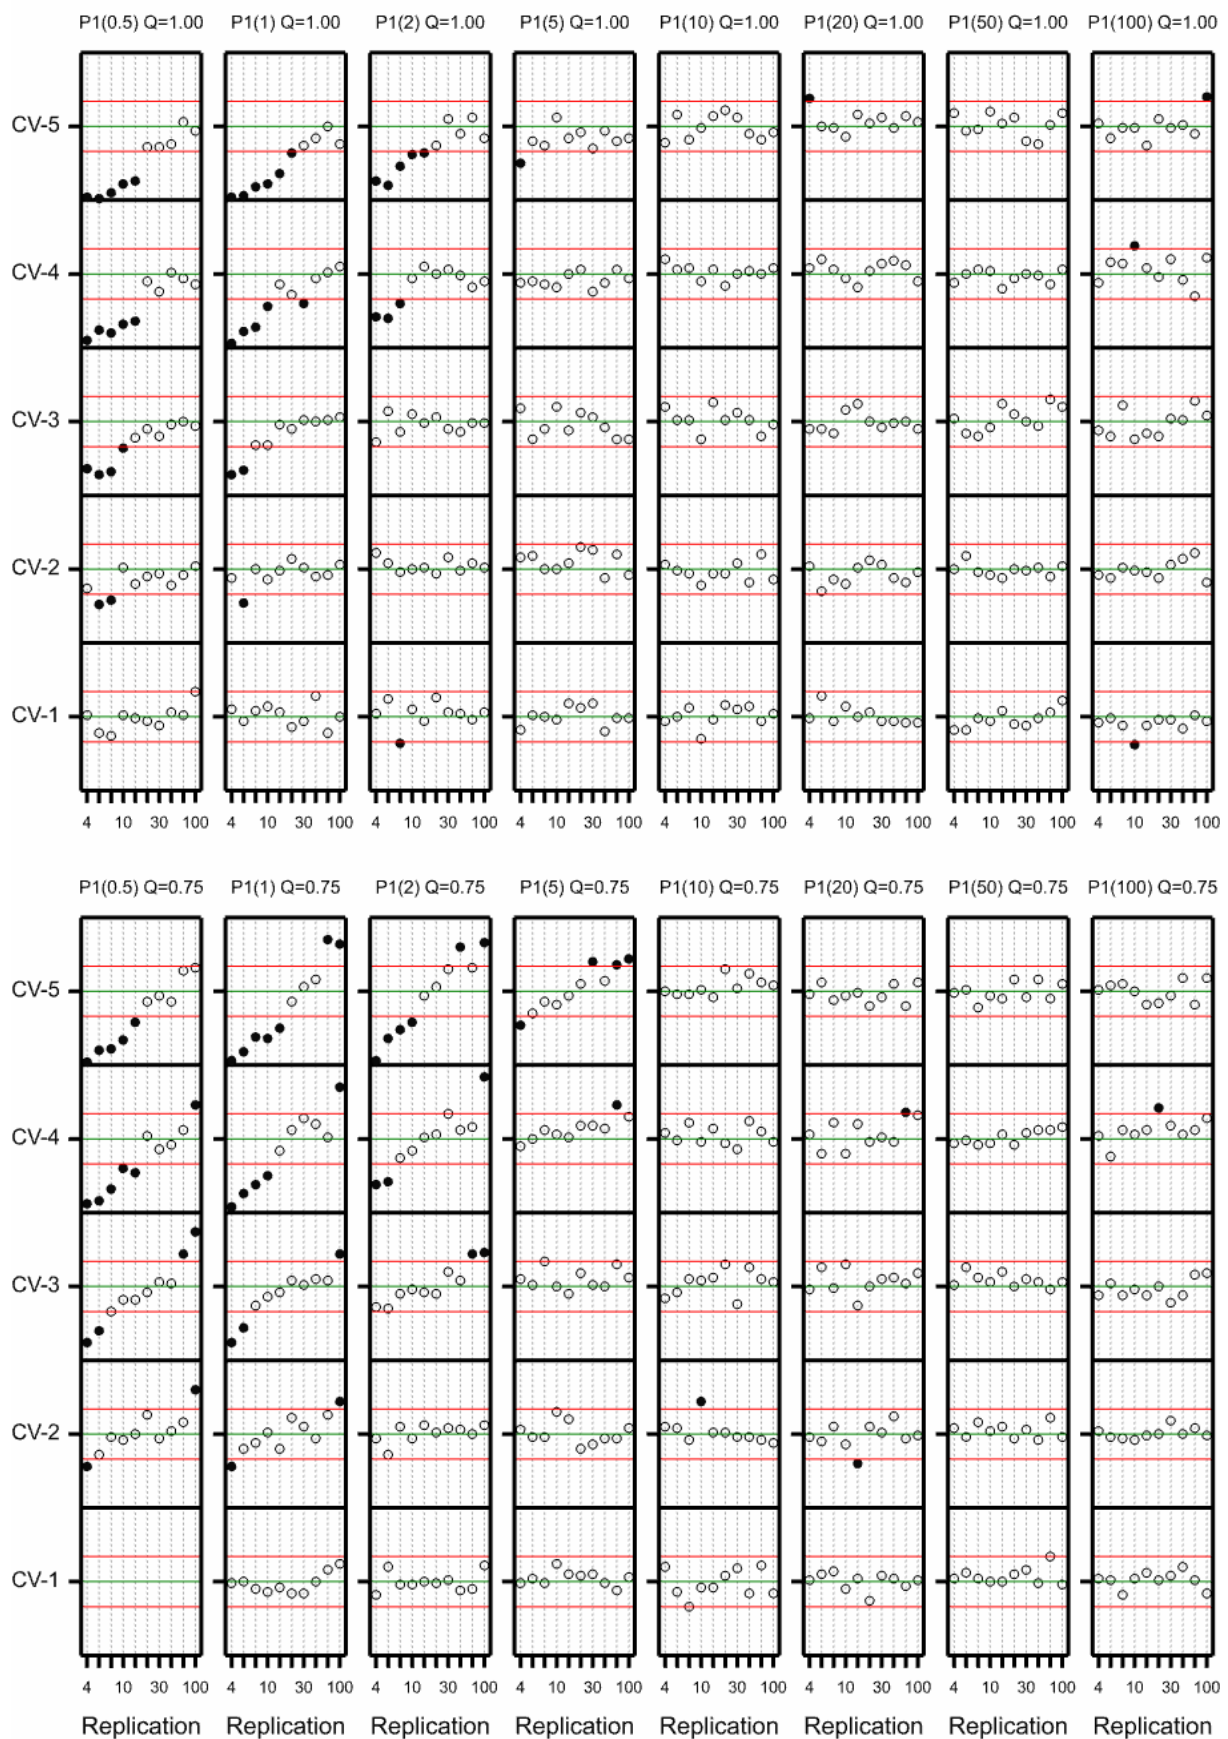 P1(0.5) Q=1.00 P1(1) Q=1.00 P1(2) Q=1.00 P1(5) Q=1.00 P1(10) Q=1.00 P1(20) Q=1.00 P1(50) Q=1.00 P1(100) Q=1.00
CV-5
CV-4
CV-3
CV-2
CV-1
4 10 30 100 4 10 30 100 4 10 30 100 4 10 30 100 4 10 30 100 4 10 30 100 4 10 30 100 4 10 30 100
P1(0.5) Q=0.75 P1(1) Q=0.75 P1(2) Q=0.75 P1(5) Q=0.75 P1(10) Q=0.75 P1(20) Q=0.75 P1(50) Q=0.75 P1(100) Q=0.75
CV-5
CV-4
CV-3
CV-2
CV-1
4 10 30 100 4 10 30 100 4 10 30 100 4 10 30 100 4 10 30 100 4 10 30 100 4 10 30 100 4 10 30 100
Replication Replication Replication Replication Replication Replication Replication Replication